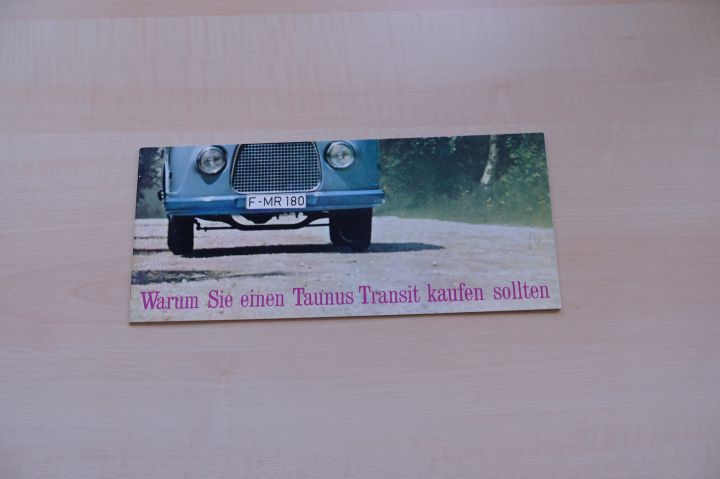 F-MR 180
Warum Sie einen Taunus Transit kaufen sollten